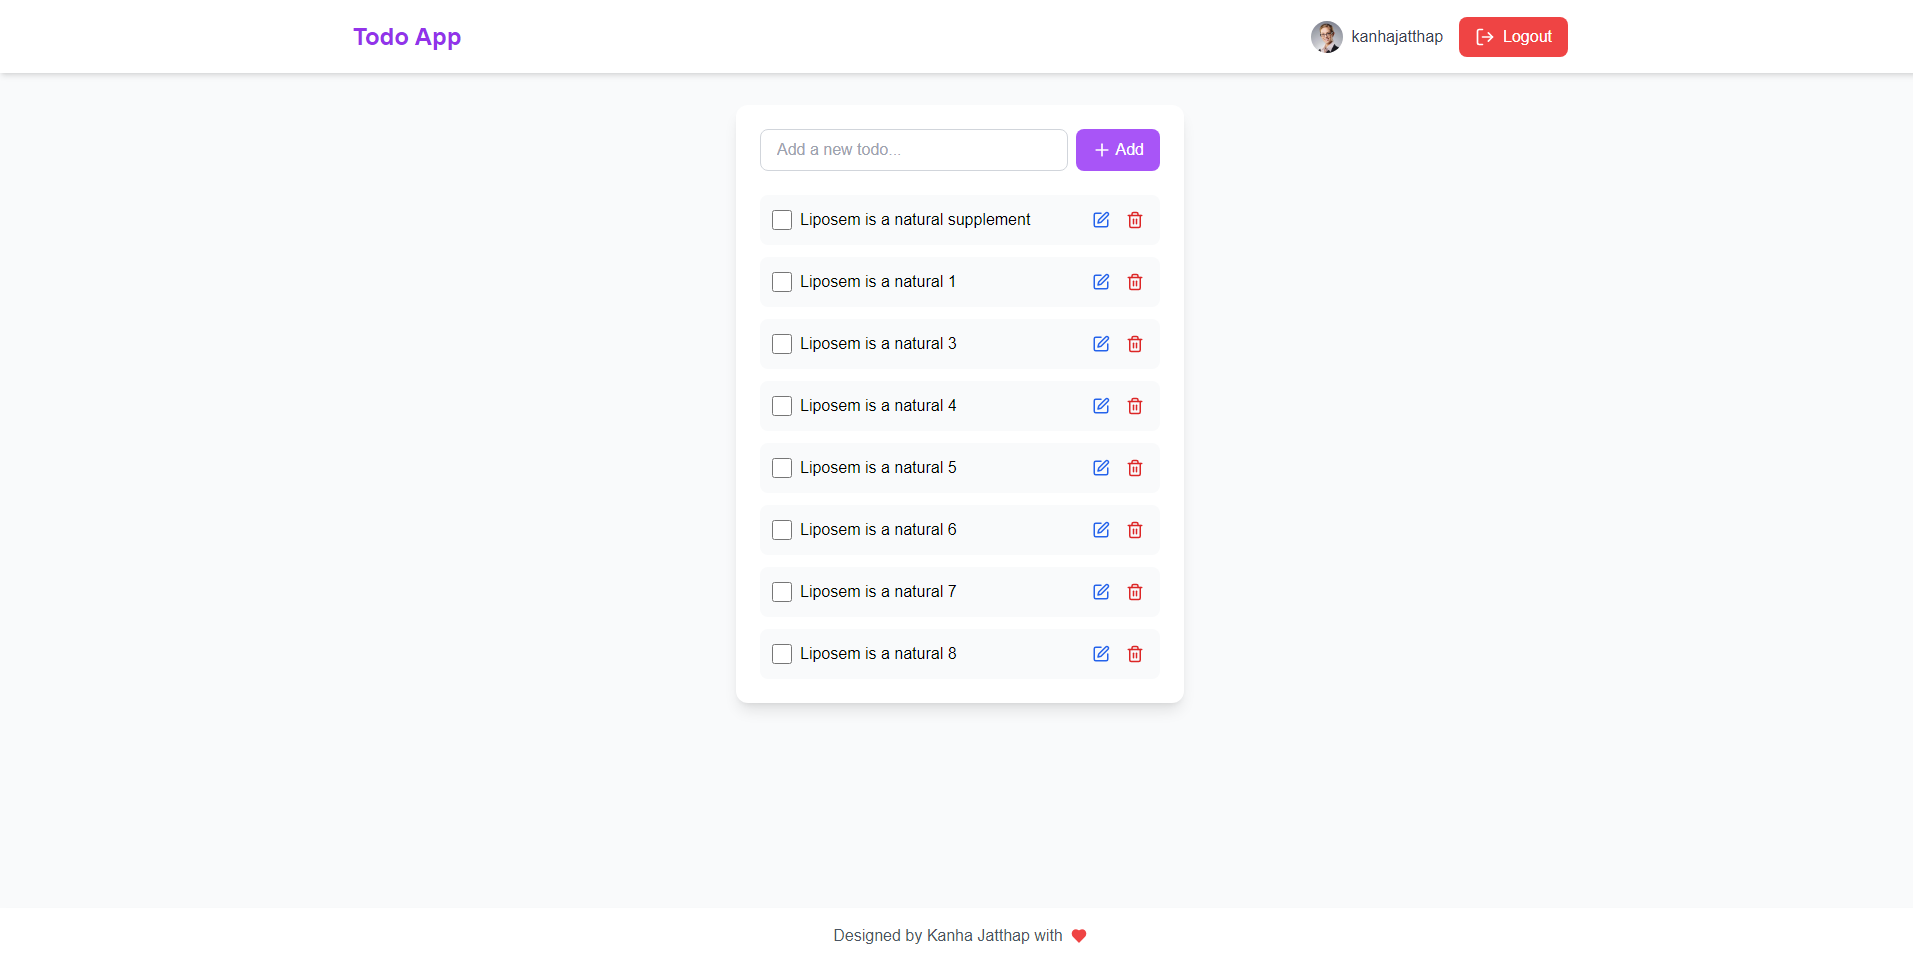 Todo App
kanhajatthap
Logout
Add a new todo...
Add
Liposem is a natural supplement
Liposem is a natural 1
Liposem is a natural 3
Liposem is a natural 4
Liposem is a natural 5
Liposem is a natural 6
Liposem is a natural 7
Liposem is a natural 8
Designed by Kanha Jatthap with